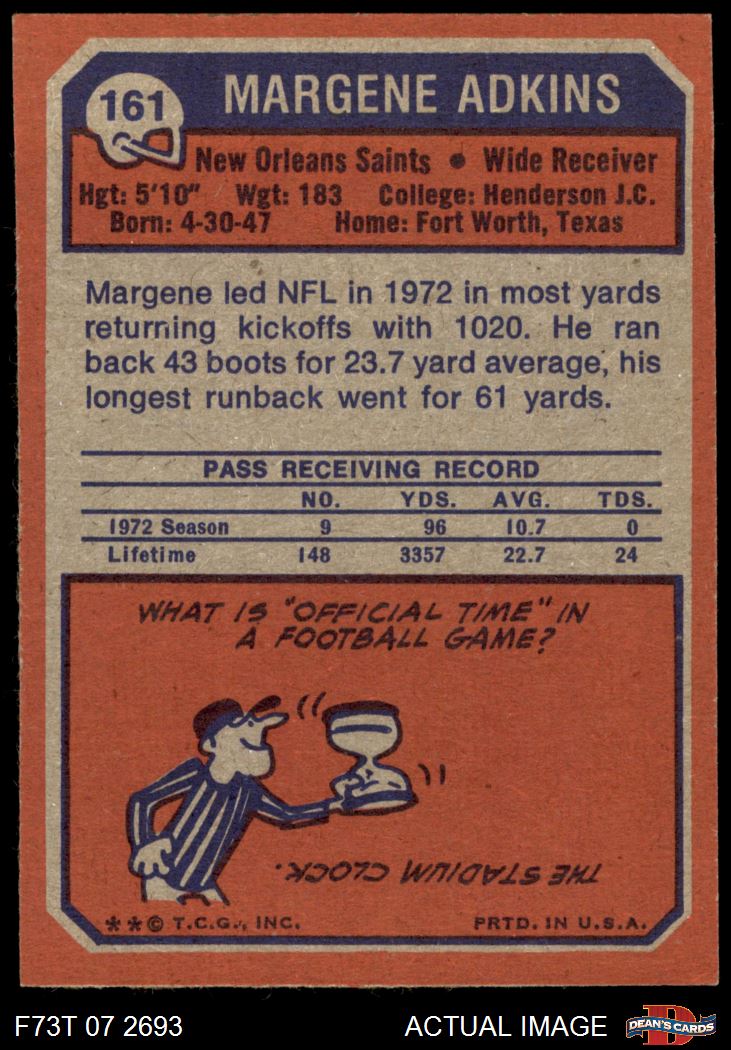 161
MARGENE ADKINS
New Orleans Saints • Wide Receiver
Hgt: 5'10" Wgt: 183 College: Henderson J.C.
Born: 4-30-47 Home: Fort Worth, Texas
Margene led NFL in 1972 in most yards
returning kickoffs with 1020. He ran
back 43 boots for 23.7 yard average, his
longest runback went for 61 yards.
PASS RECEIVING RECORD
NO. YDS. AVG. TDS.
1972 Season 9 96 10.7 0
Lifetime 148 3357 22.7 24
WHAT IS "OFFICIAL TIME" IN
A FOOTBALL GAME?
THE STADIUM CLOCK.
**© T.C.G., INC. PRTD. IN U.S.A.
F73T 07 2693 ACTUAL IMAGE D DEAN'S CARDS